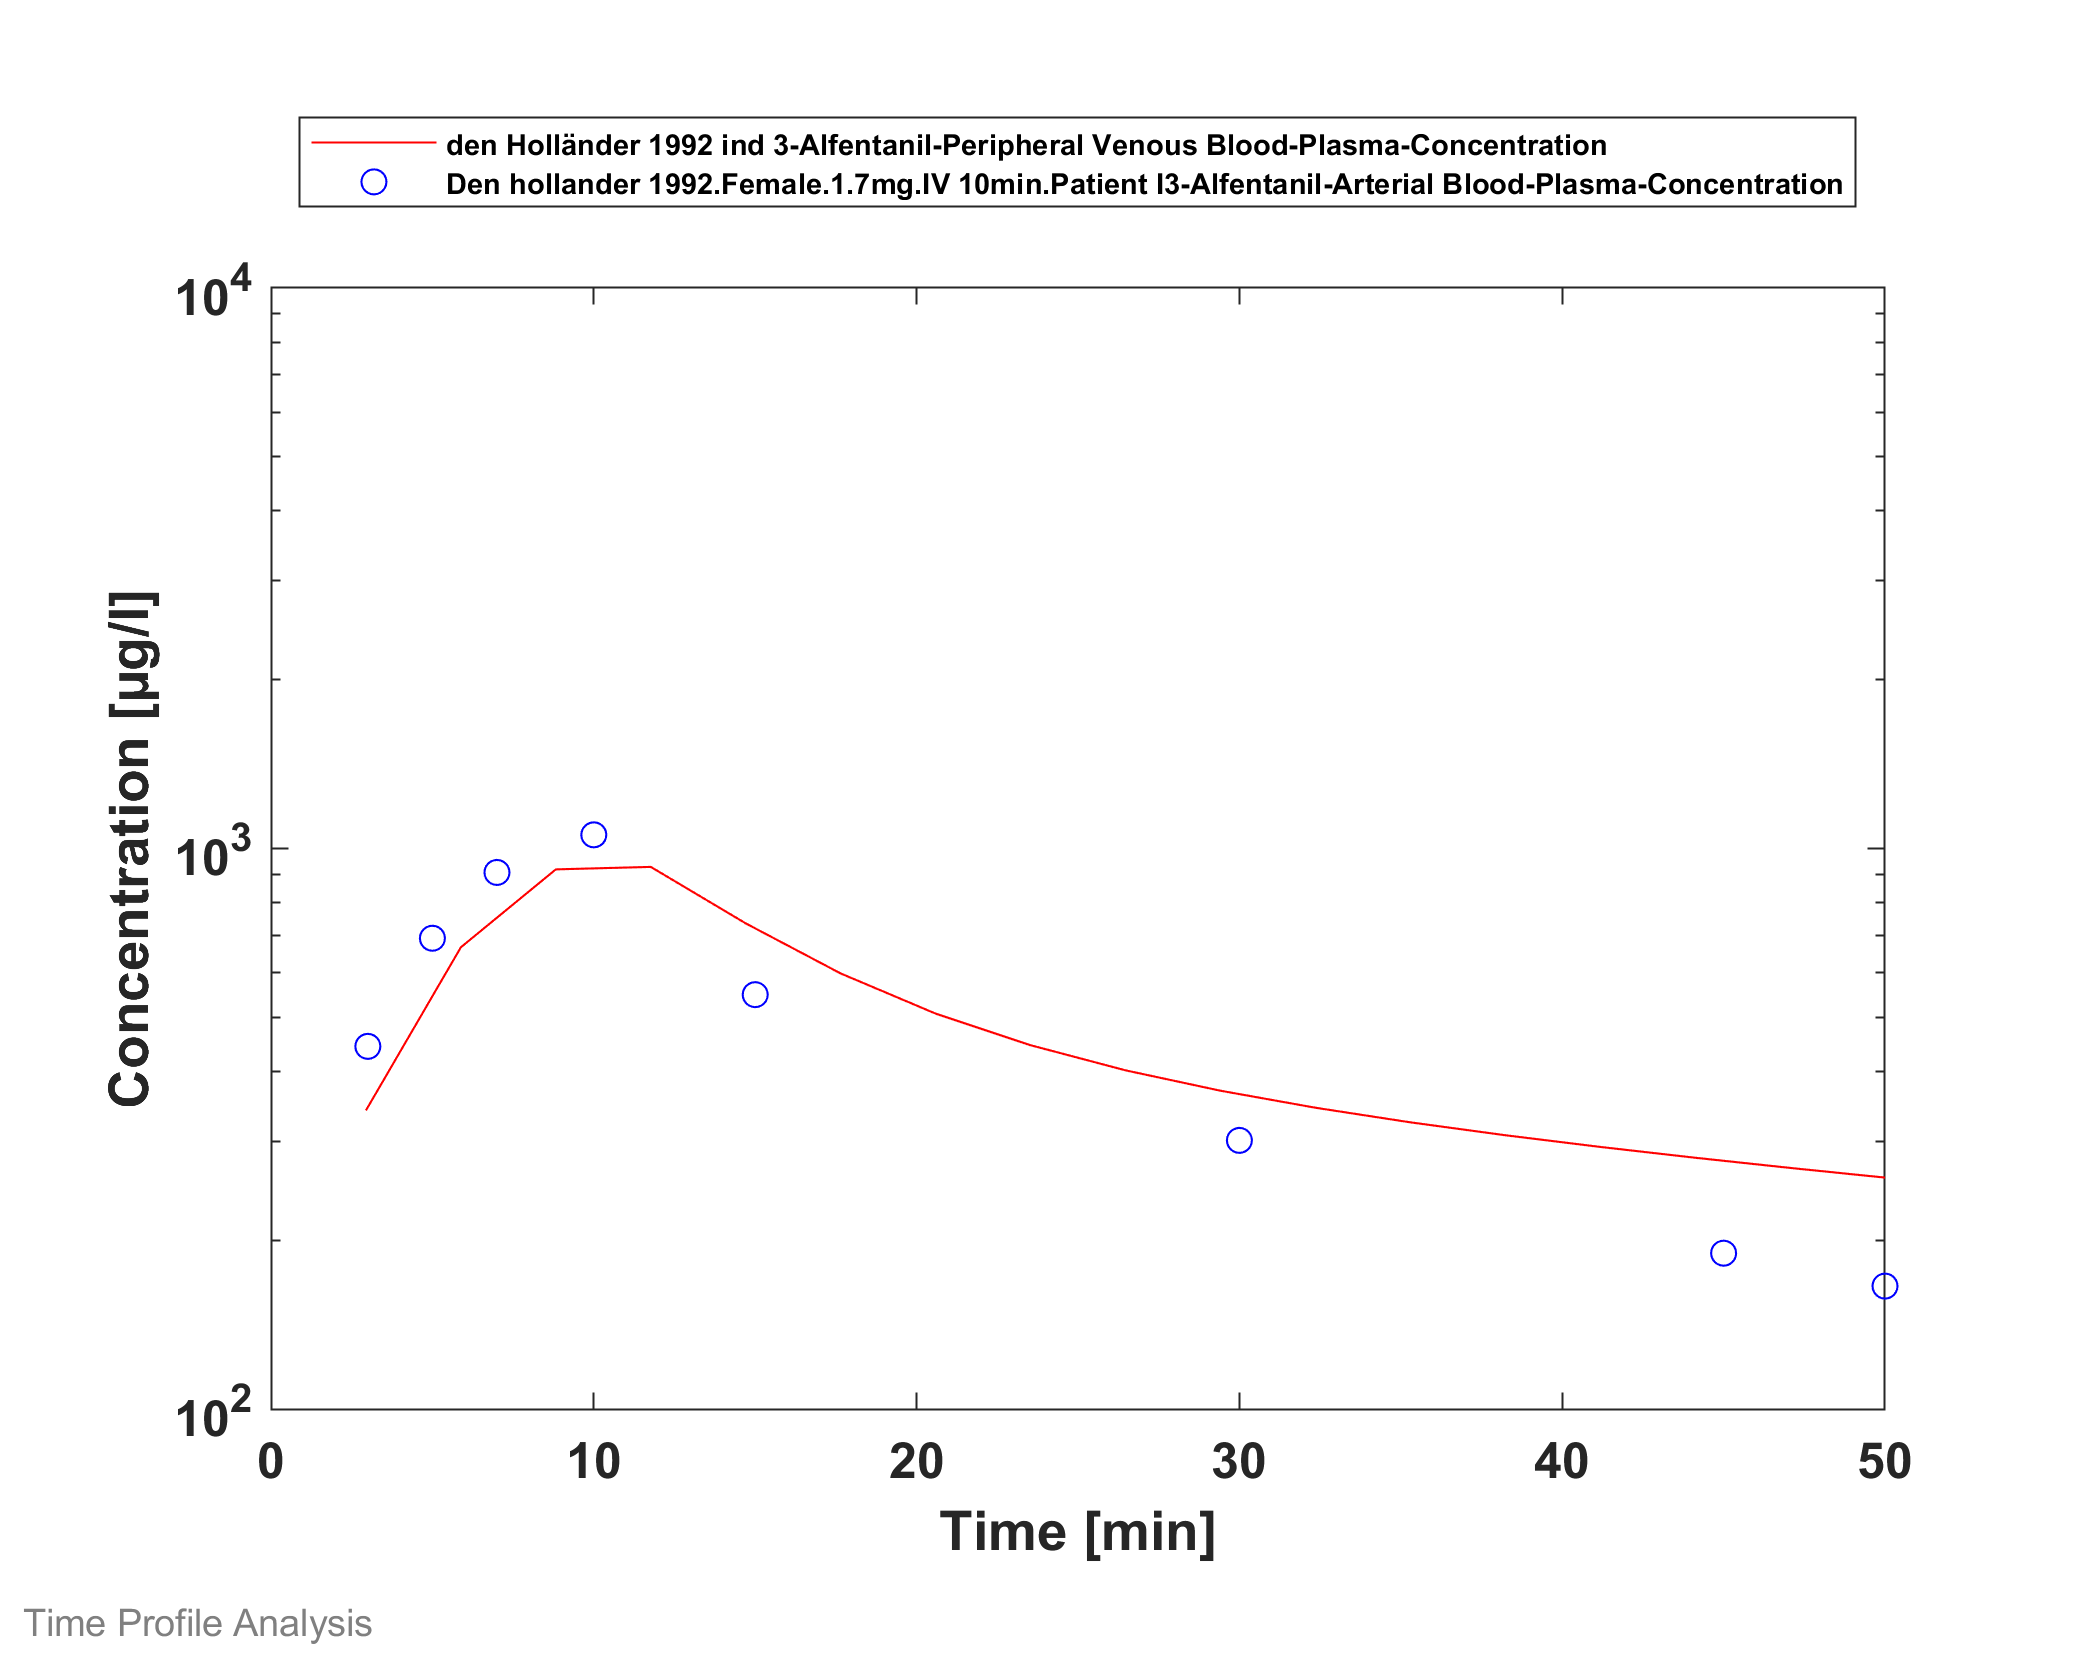 den Holländer 1992 ind 3-Alfentanil-Peripheral Venous Blood-Plasma-Concentration
Den hollander 1992.Female.1.7mg.IV 10min.Patient I3-Alfentanil-Arterial Blood-Plasma-Concentration
10^4
10^3
10^2
Concentration [µg/l]
0 10 20 30 40 50
Time [min]
Time Profile Analysis